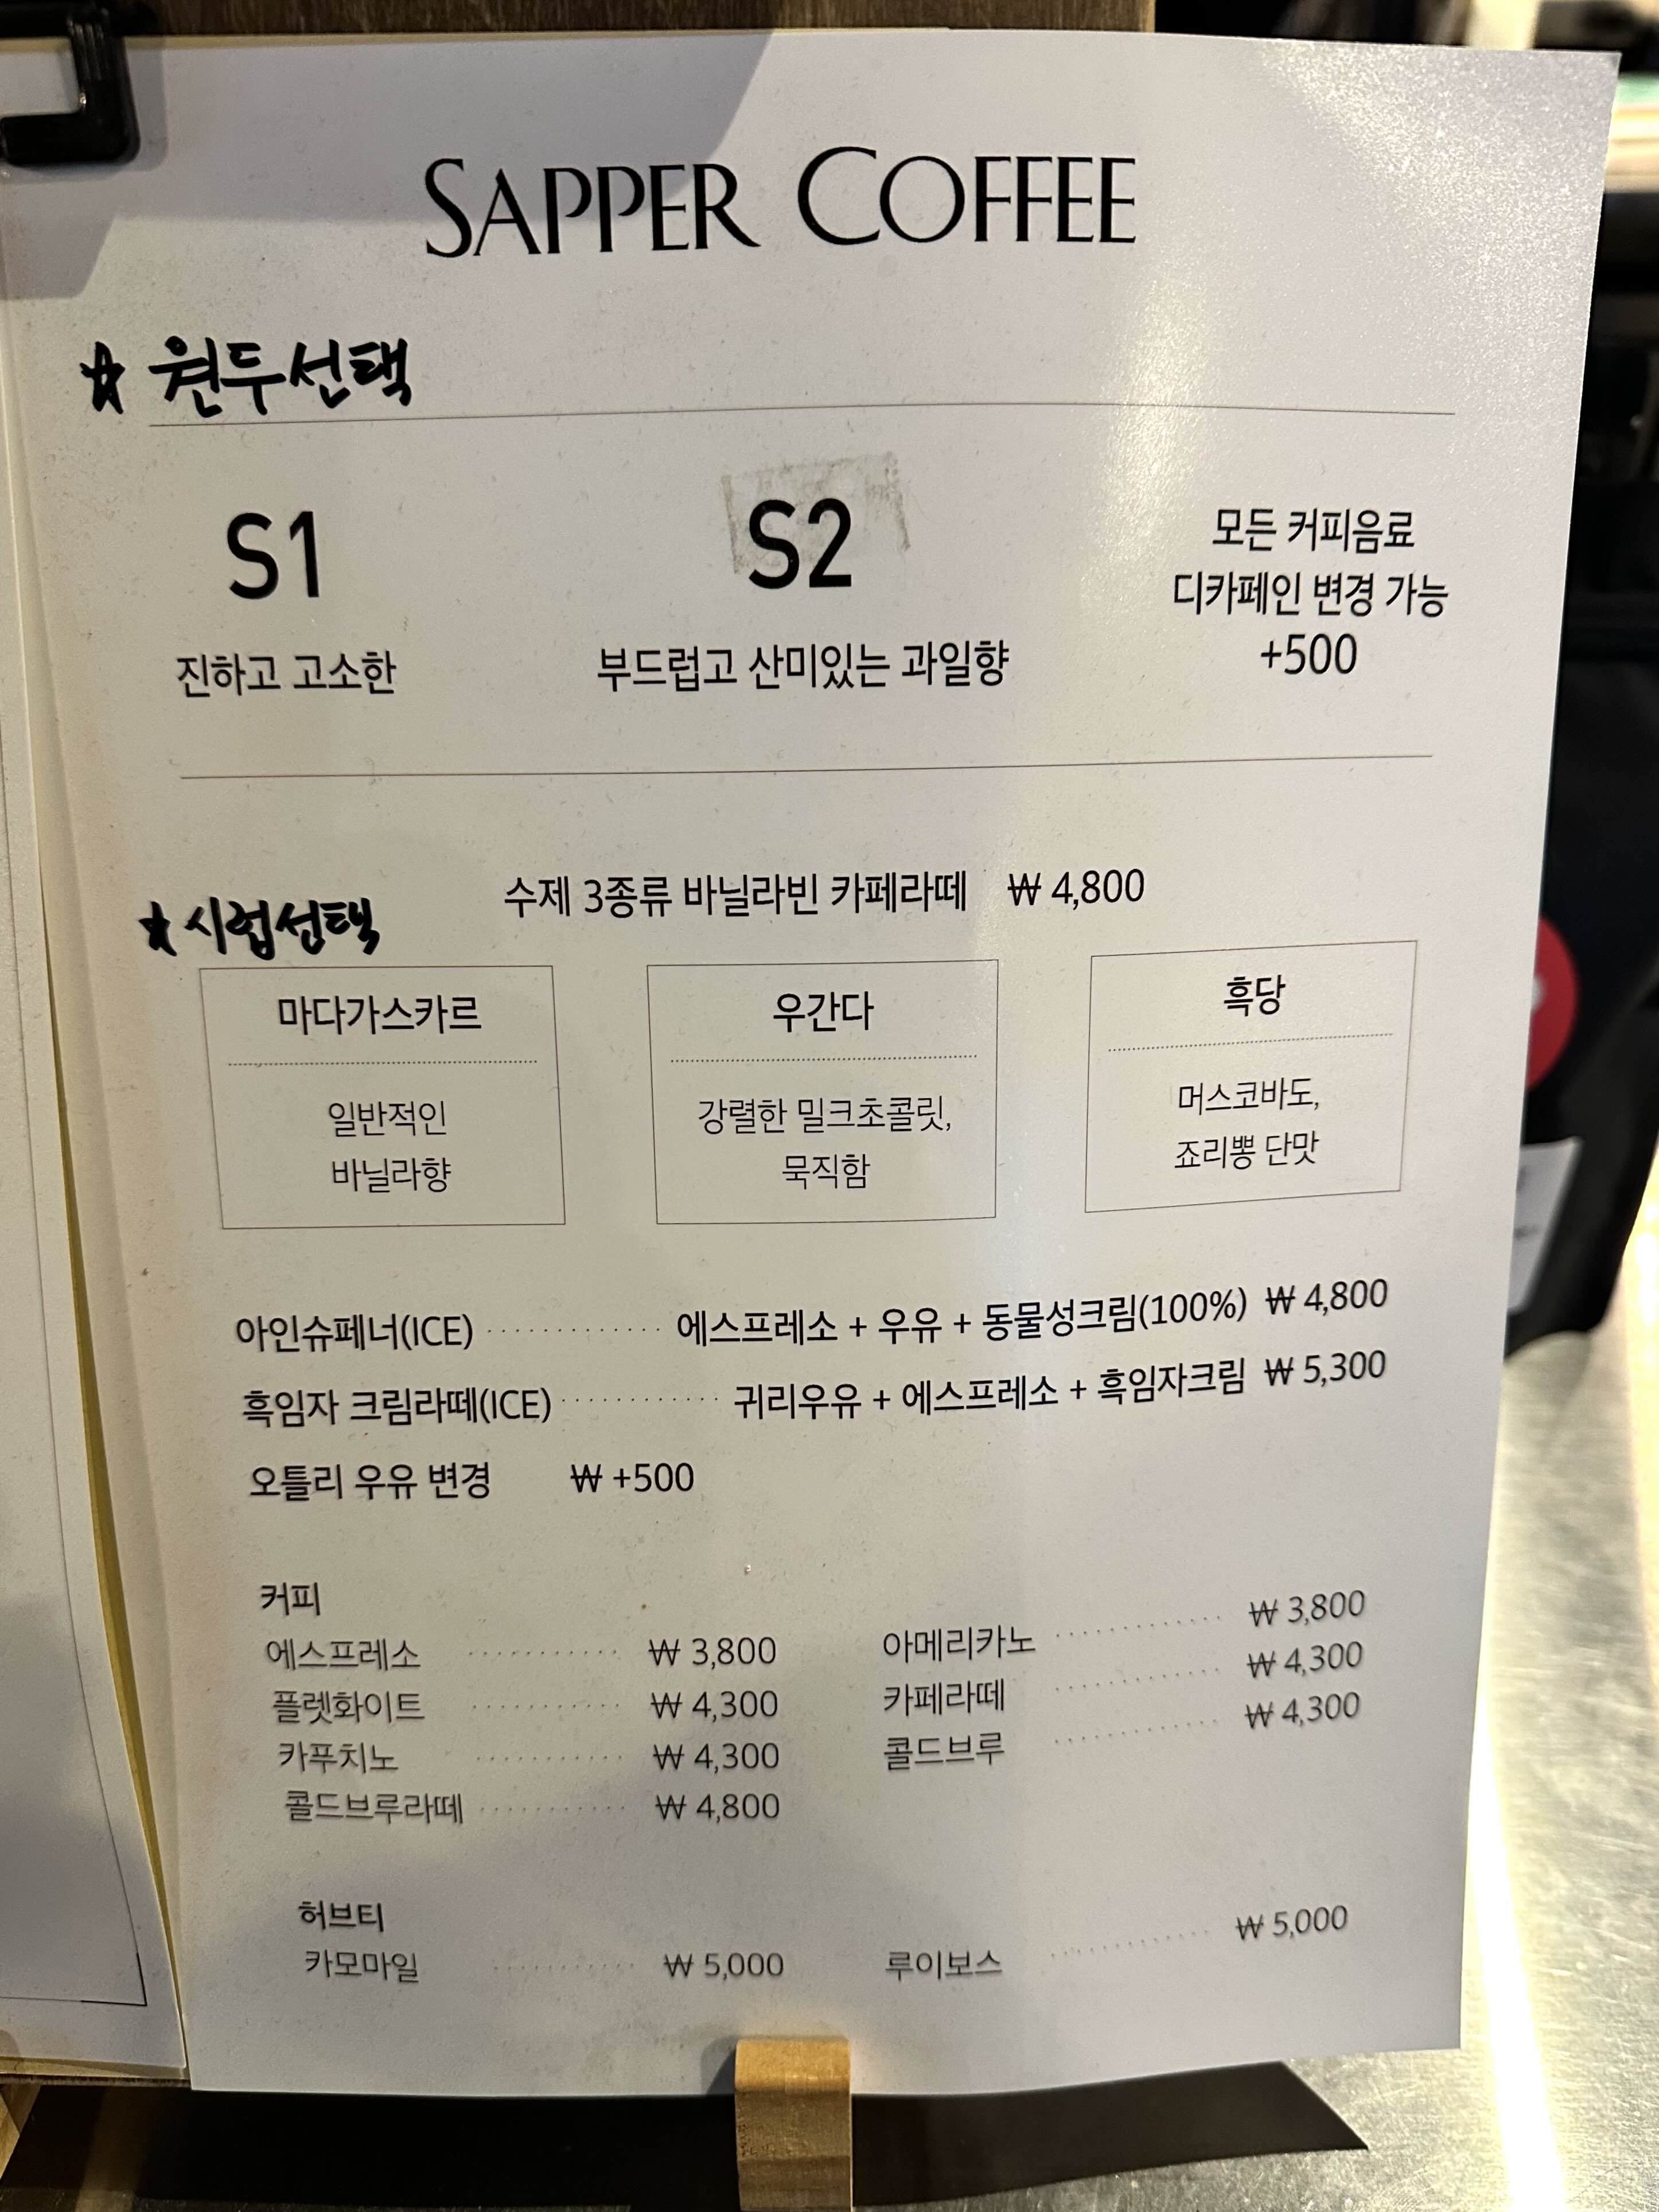 SAPPER COFFEE
☆ 원두선택
S1
진하고 고소한
S2
부드럽고 산미있는 과일향
모든 커피음료
디카페인 변경 가능
+500
수제 3종류 바닐라빈 카페라떼 ₩ 4,800
★ 시럽선택
마다가스카르
일반적인
바닐라향
우간다
강렬한 밀크초콜릿,
묵직함
흑당
머스코바도,
죠리뽕 단맛
아인슈페너(ICE) ············· 에스프레소 + 우유 + 동물성크림(100%) ₩ 4,800
흑임자 크림라떼(ICE) ············ 귀리우유 + 에스프레소 + 흑임자크림 ₩ 5,300
오틀리 우유 변경 ₩ +500
커피
에스프레소 ············ ₩ 3,800
플렛화이트 ············ ₩ 4,300
카푸치노 ············ ₩ 4,300
콜드브루라떼 ············ ₩ 4,800
아메리카노 ············ ₩ 3,800
카페라떼 ············ ₩ 4,300
콜드브루 ············ ₩ 4,300
허브티
카모마일 ············ ₩ 5,000
루이보스 ············ ₩ 5,000